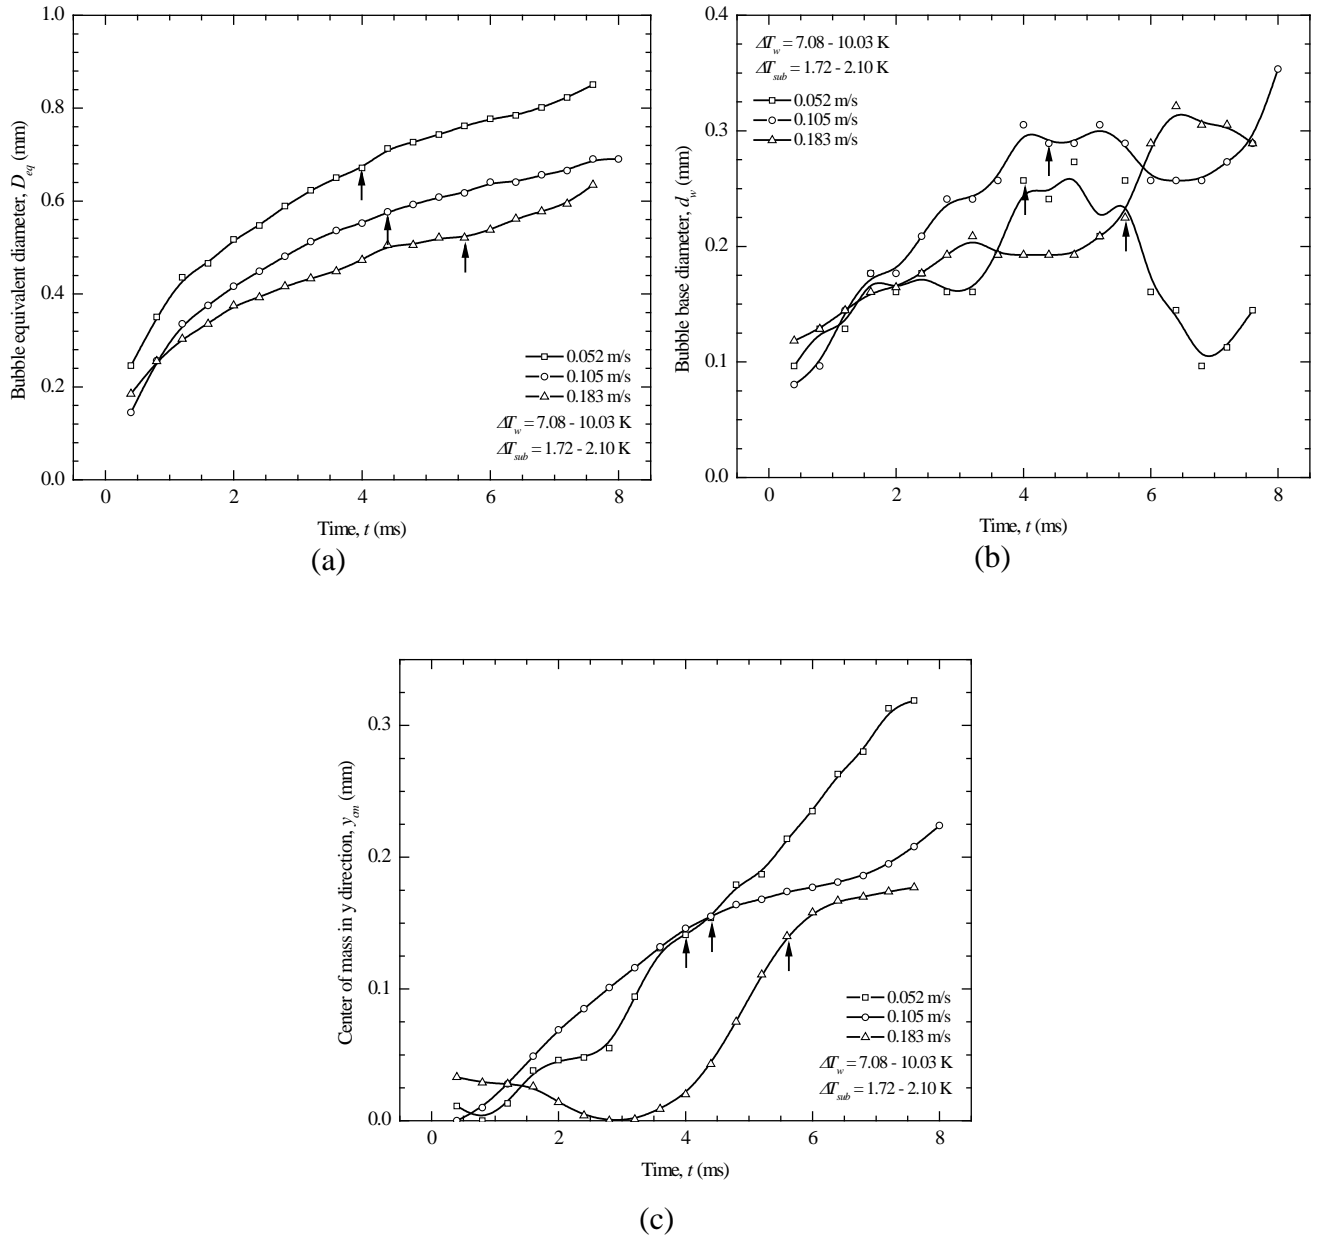 1.0
0.8
0.6
0.4
0.2
0.0
Bubble equivalent diameter, D_eq (mm)
0.052 m/s
0.105 m/s
0.183 m/s
ΔT_w = 7.08 - 10.03 K
ΔT_sub = 1.72 - 2.10 K
0 2 4 6 8
Time, t (ms)
(a)
0.4
0.3
0.2
0.1
0.0
Bubble base diameter, d_w (mm)
ΔT_w = 7.08 - 10.03 K
ΔT_sub = 1.72 - 2.10 K
0.052 m/s
0.105 m/s
0.183 m/s
0 2 4 6 8
Time, t (ms)
(b)
0.3
0.2
0.1
0.0
Center of mass in y direction, y_cm (mm)
0.052 m/s
0.105 m/s
0.183 m/s
ΔT_w = 7.08 - 10.03 K
ΔT_sub = 1.72 - 2.10 K
0 2 4 6 8
Time, t (ms)
(c)